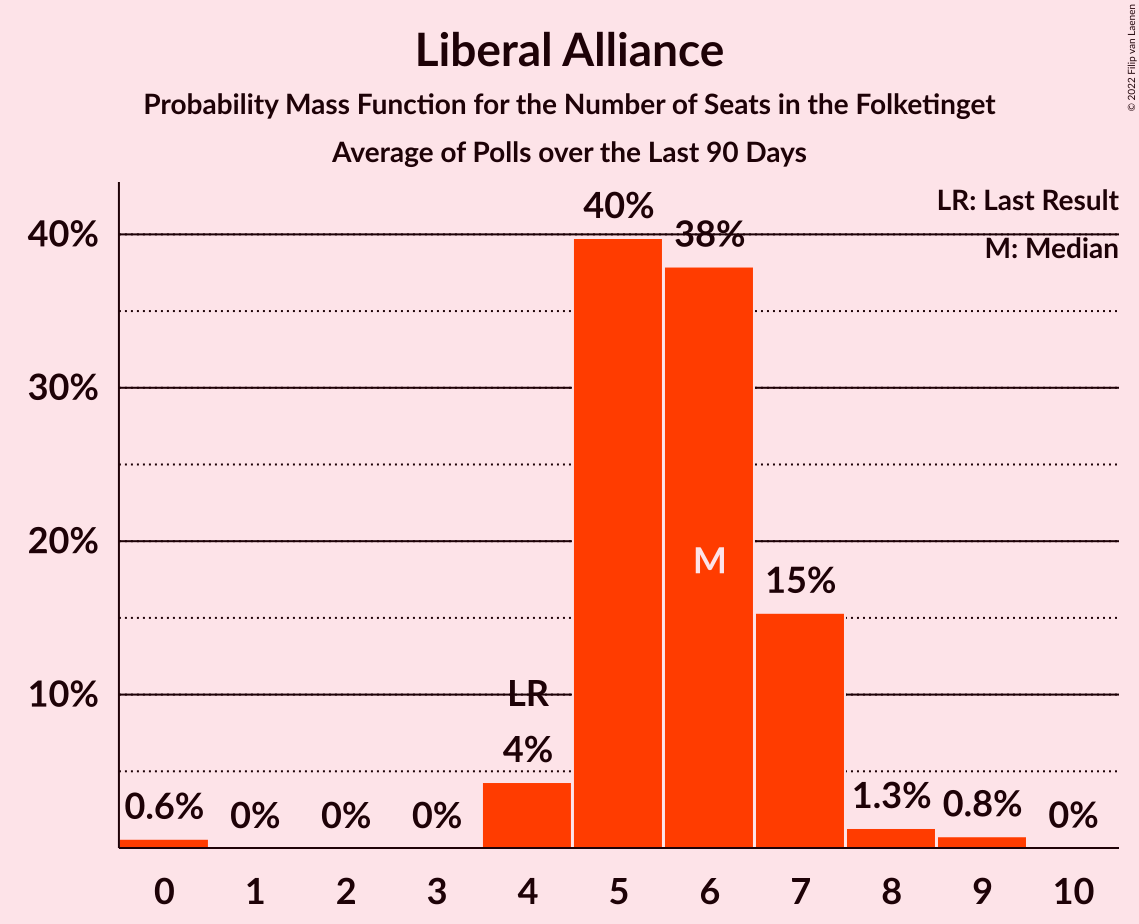 Liberal Alliance
Probability Mass Function for the Number of Seats in the Folketinget
Average of Polls over the Last 90 Days
© 2022 Filip van Laenen
LR: Last Result
M: Median
40%
30%
20%
10%
0.6%
0%
0%
0%
LR
4%
40%
38%
M
15%
1.3%
0.8%
0%
0 1 2 3 4 5 6 7 8 9 10